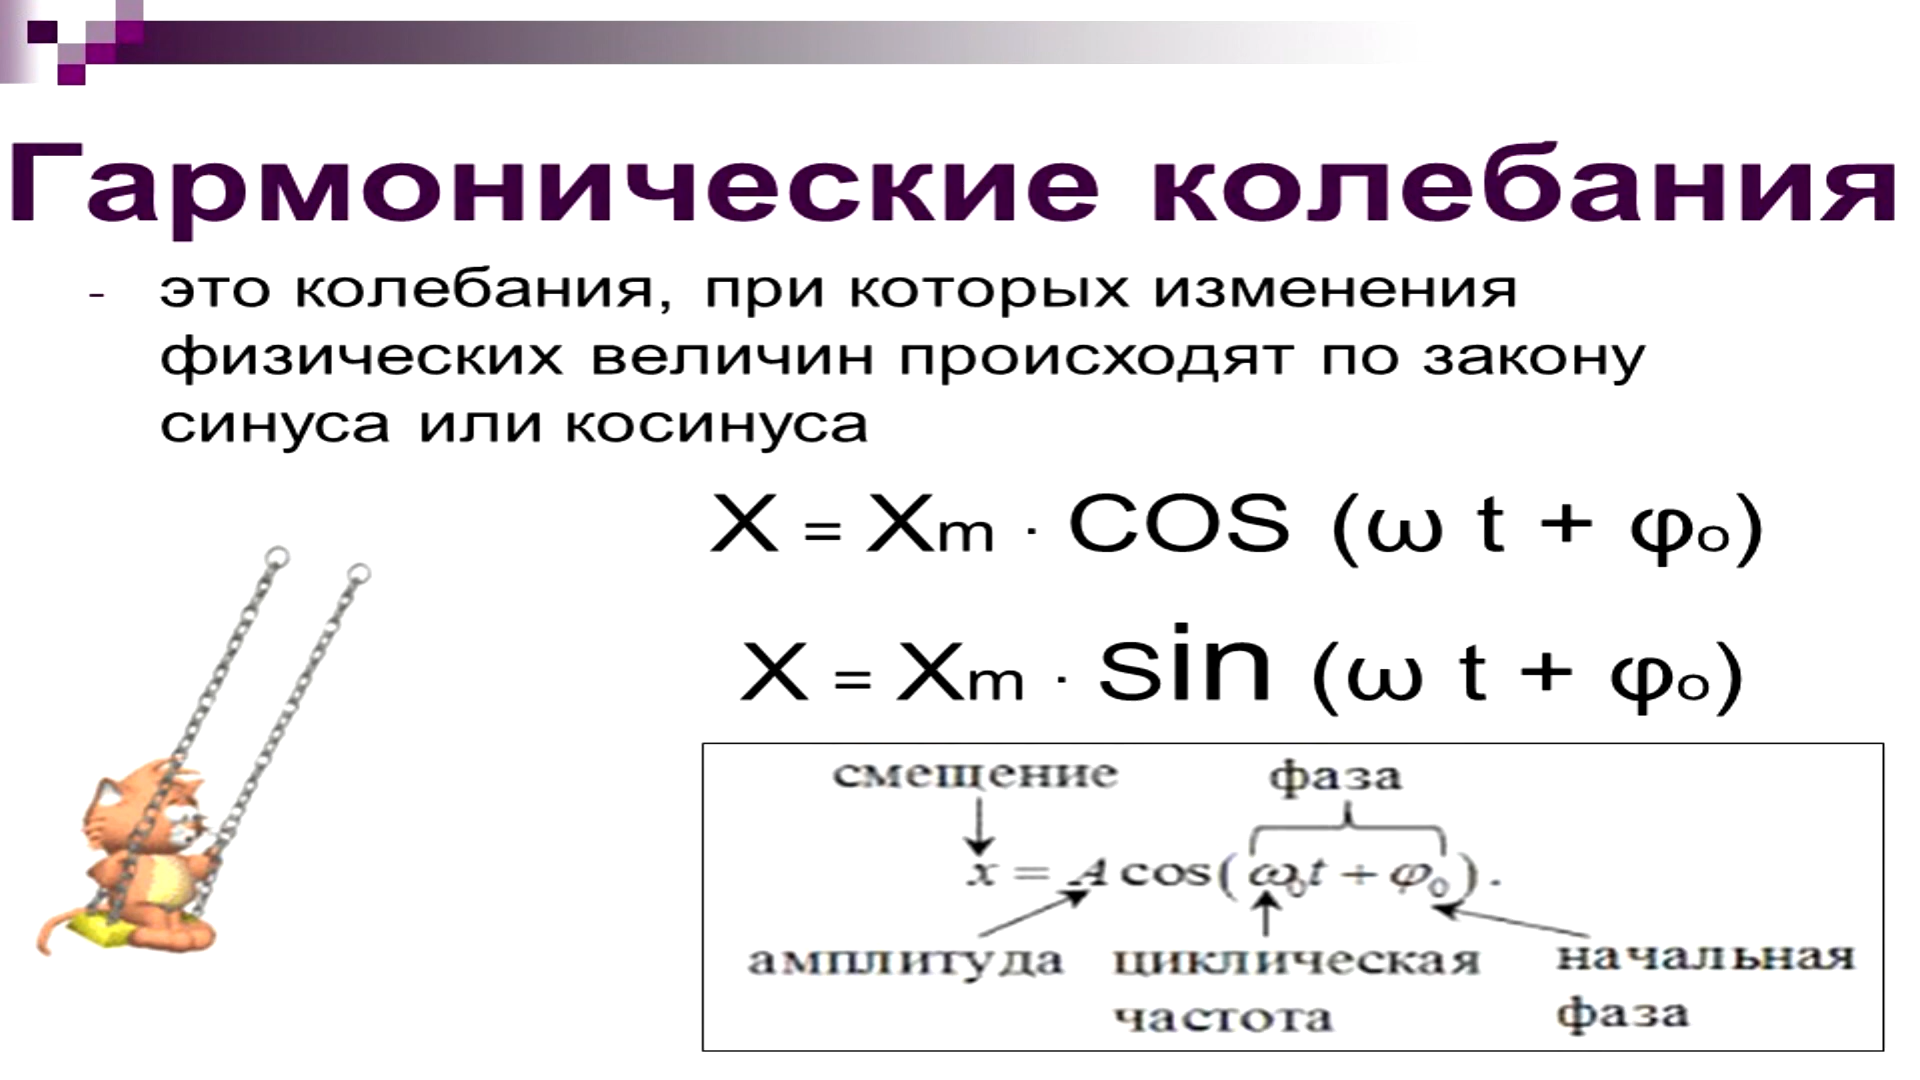 Гармонические колебания
- это колебания, при которых изменения
физических величин происходят по закону
синуса или косинуса
X = Xm · COS (ω t + φo)
X = Xm · sin (ω t + φo)
смещение фаза
x = A cos(ω₀t + φ₀).
амплитуда циклическая начальная
частота фаза